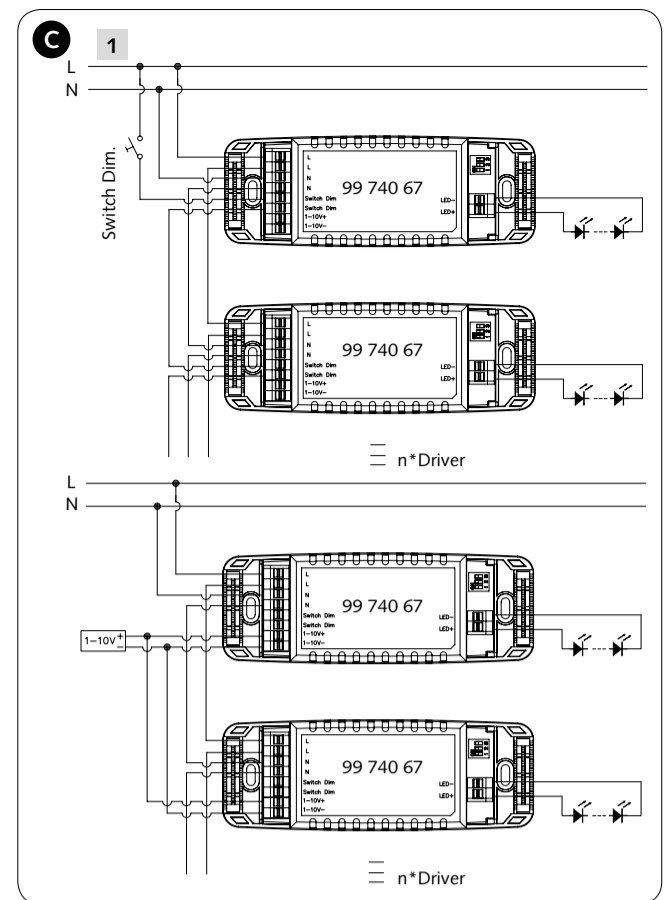 C
1
L
N
Switch Dim.
L
L
N
N
Switch Dim
Switch Dim
1–10V+
1–10V–
99 740 67
LED–
LED+
L
L
N
N
Switch Dim
Switch Dim
1–10V+
1–10V–
99 740 67
LED–
LED+
n*Driver
L
N
1–10V + –
L
L
N
N
Switch Dim
Switch Dim
1–10V+
1–10V–
99 740 67
LED–
LED+
L
L
N
N
Switch Dim
Switch Dim
1–10V+
1–10V–
99 740 67
LED–
LED+
n*Driver